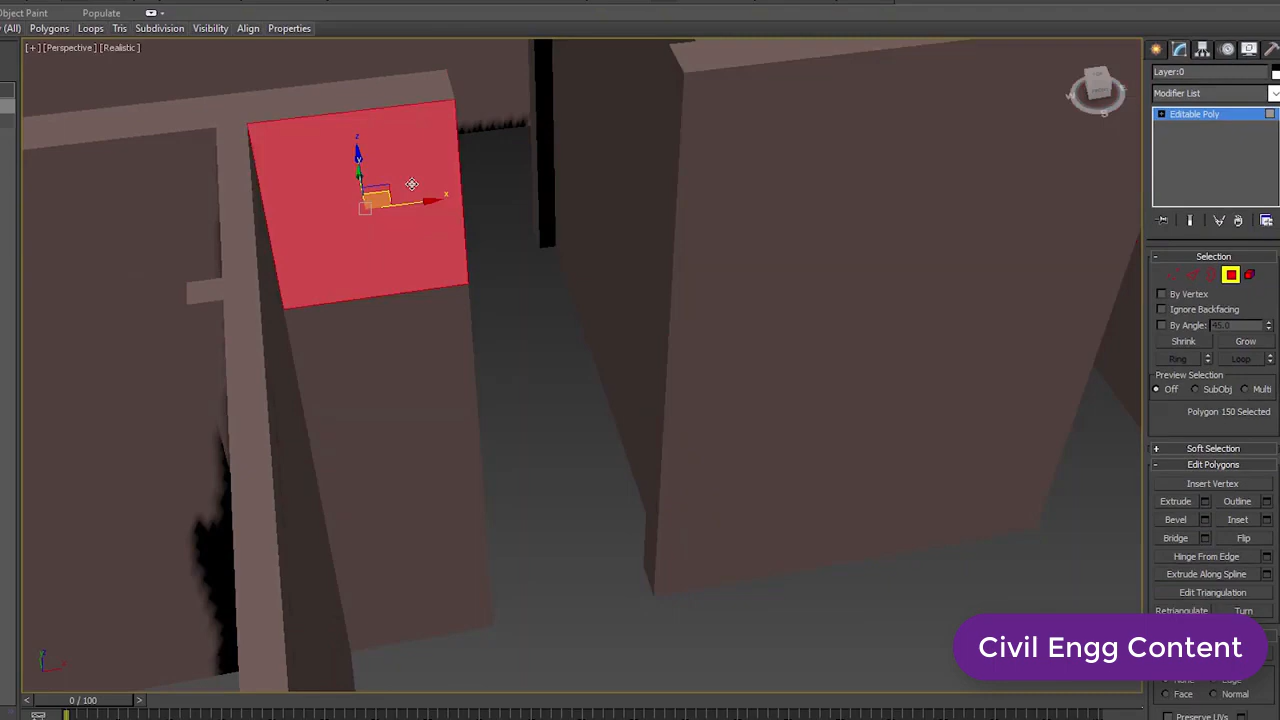 Object Paint Populate
(All) Polygons Loops Tris Subdivision Visibility Align Properties
[+] [Perspective] [Realistic]
Layer:0
Modifier List
Editable Poly
Selection
By Vertex
Ignore Backfacing
By Angle: 45.0
Shrink Grow
Ring Loop
Preview Selection
Off SubObj Multi
Polygon 150 Selected
Soft Selection
Edit Polygons
Insert Vertex
Extrude Outline
Bevel Inset
Bridge Flip
Hinge From Edge
Extrude Along Spline
Edit Triangulation
Retriangulate Turn
Civil Engg Content
Face Normal
Preserve UVs
0 / 100
z
x